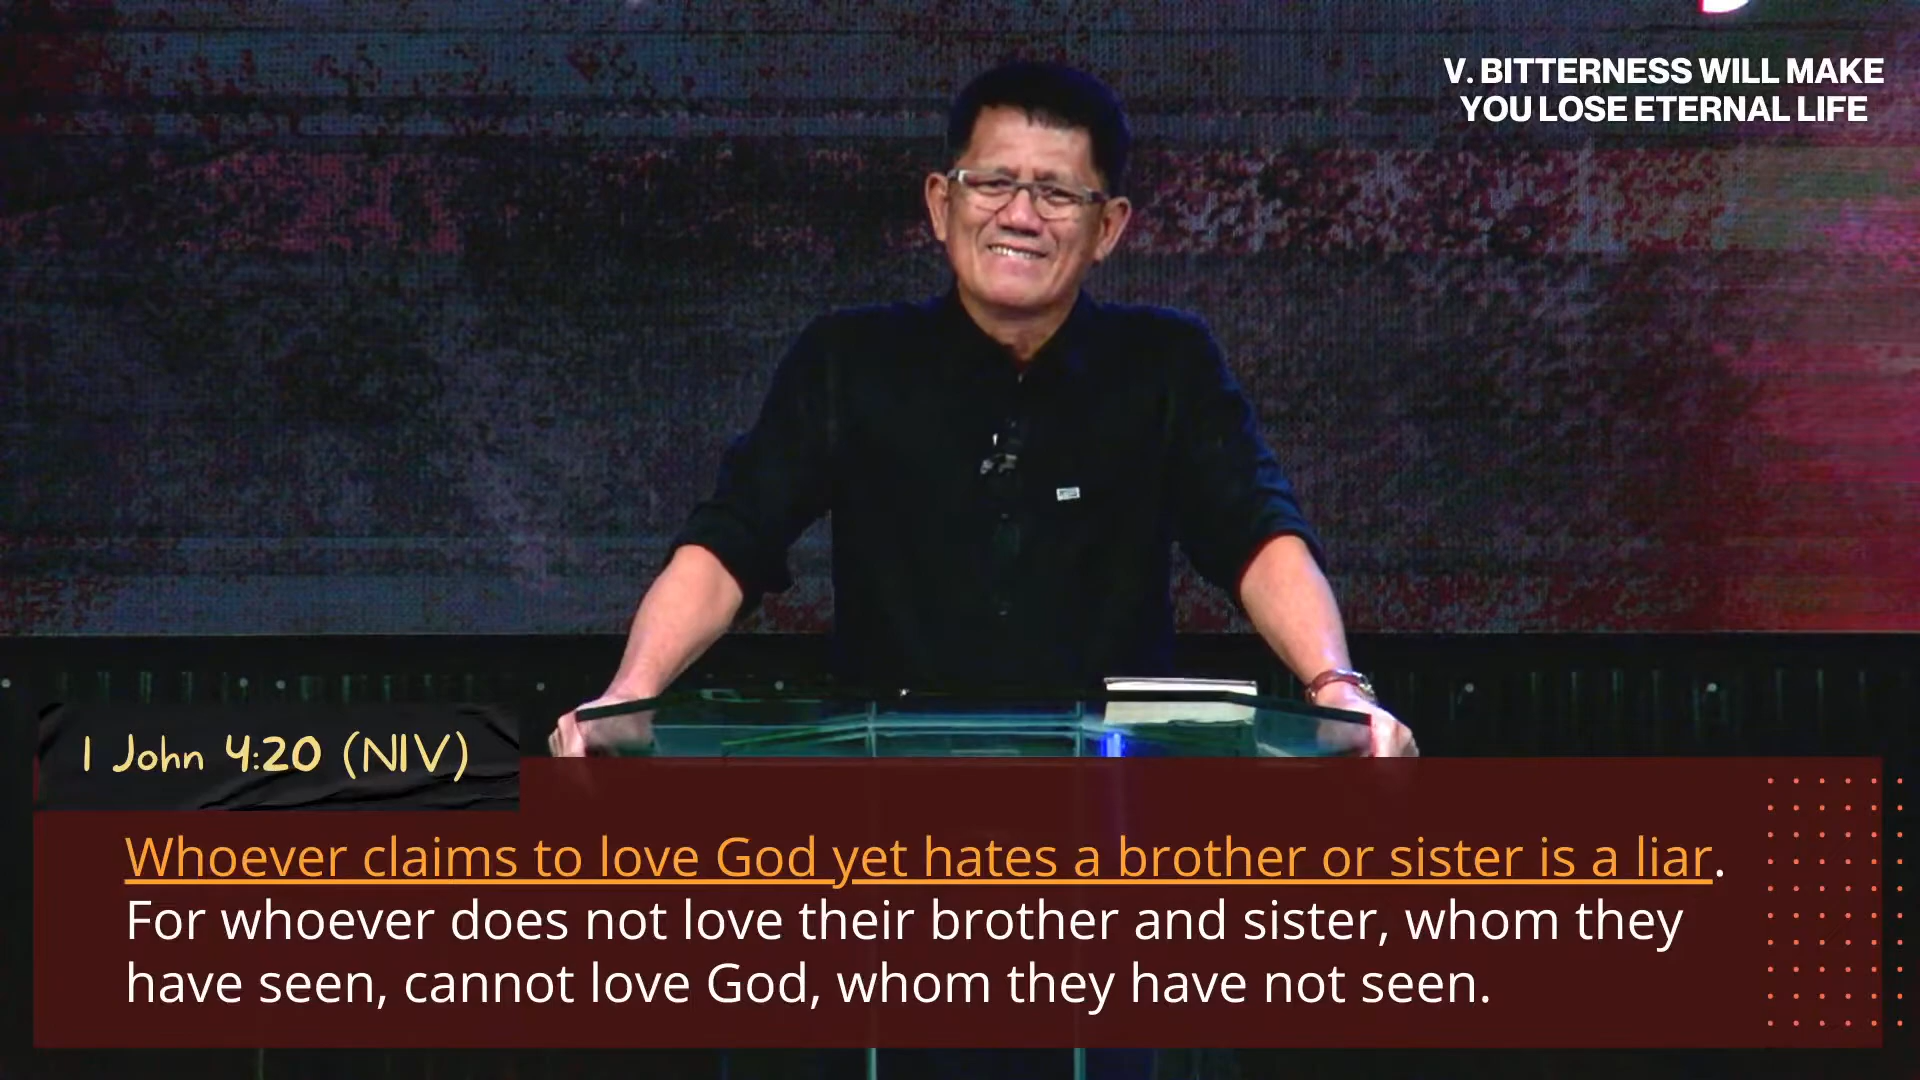 V. BITTERNESS WILL MAKE
YOU LOSE ETERNAL LIFE
1 John 4:20 (NIV)
Whoever claims to love God yet hates a brother or sister is a liar.
For whoever does not love their brother and sister, whom they
have seen, cannot love God, whom they have not seen.